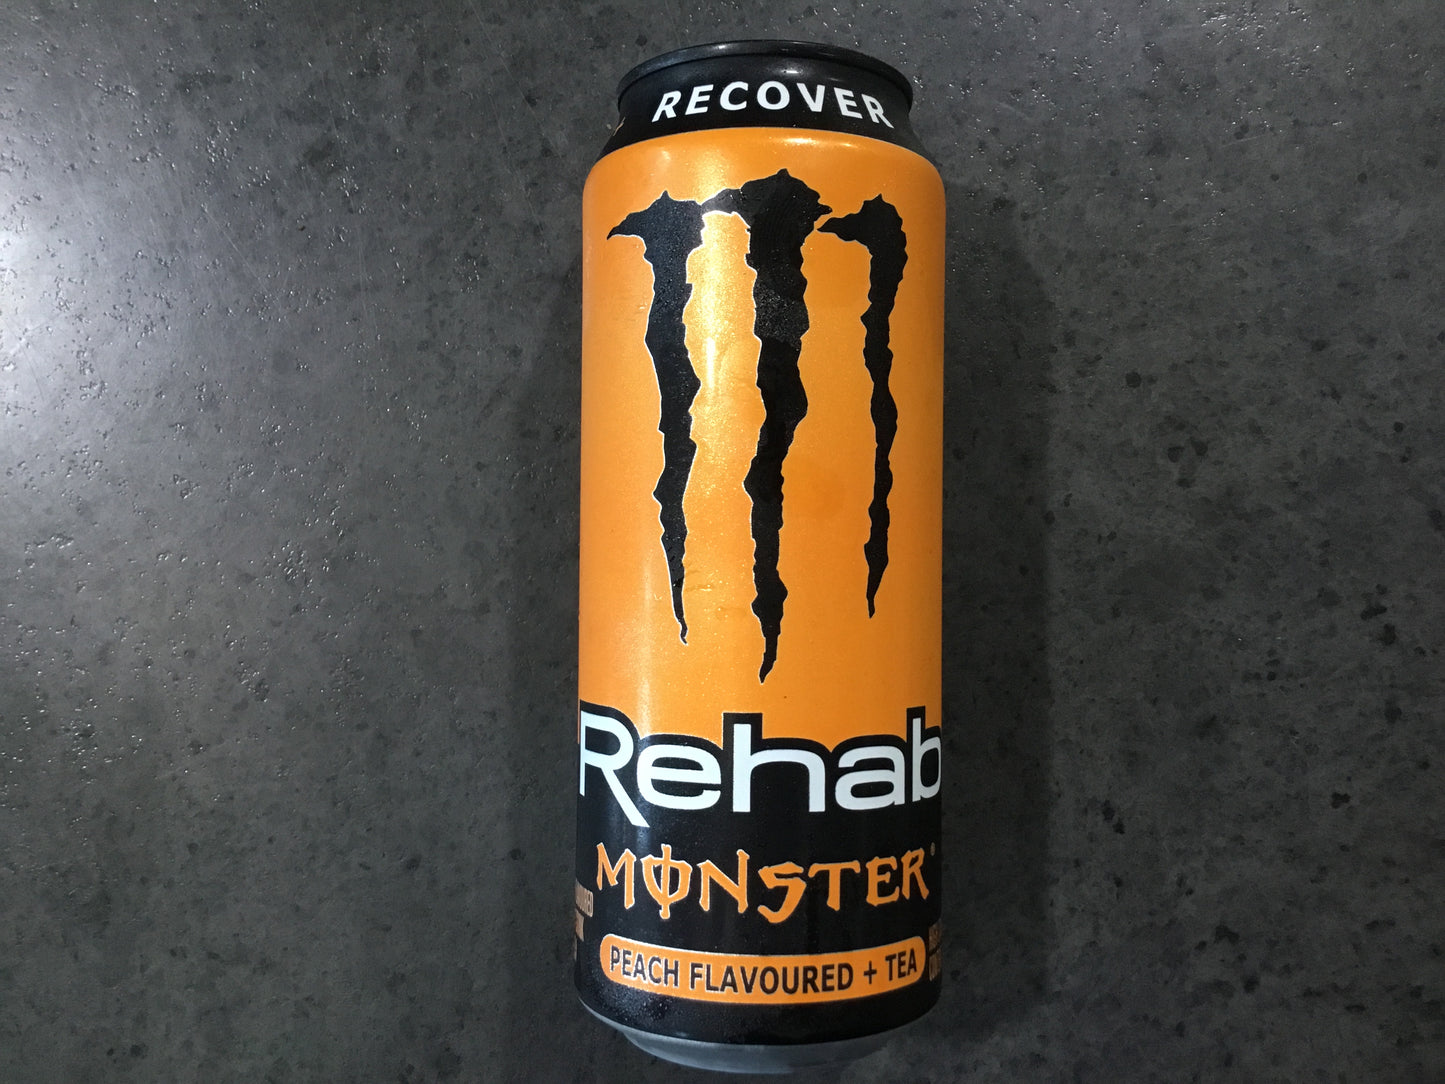 RECOVER
Rehab
MONSTER®
PEACH FLAVOURED + TEA